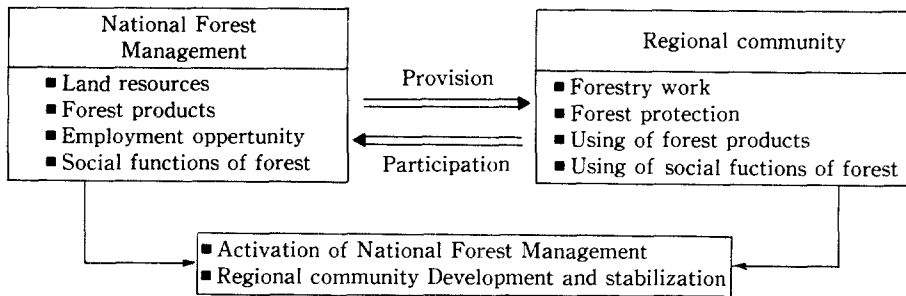 National Forest
Management
■ Land resources
■ Forest products
■ Employment oppertunity
■ Social functions of forest
Provision
Participation
Regional community
■ Forestry work
■ Forest protection
■ Using of forest products
■ Using of social fuctions of forest
■ Activation of National Forest Management
■ Regional community Development and stabilization